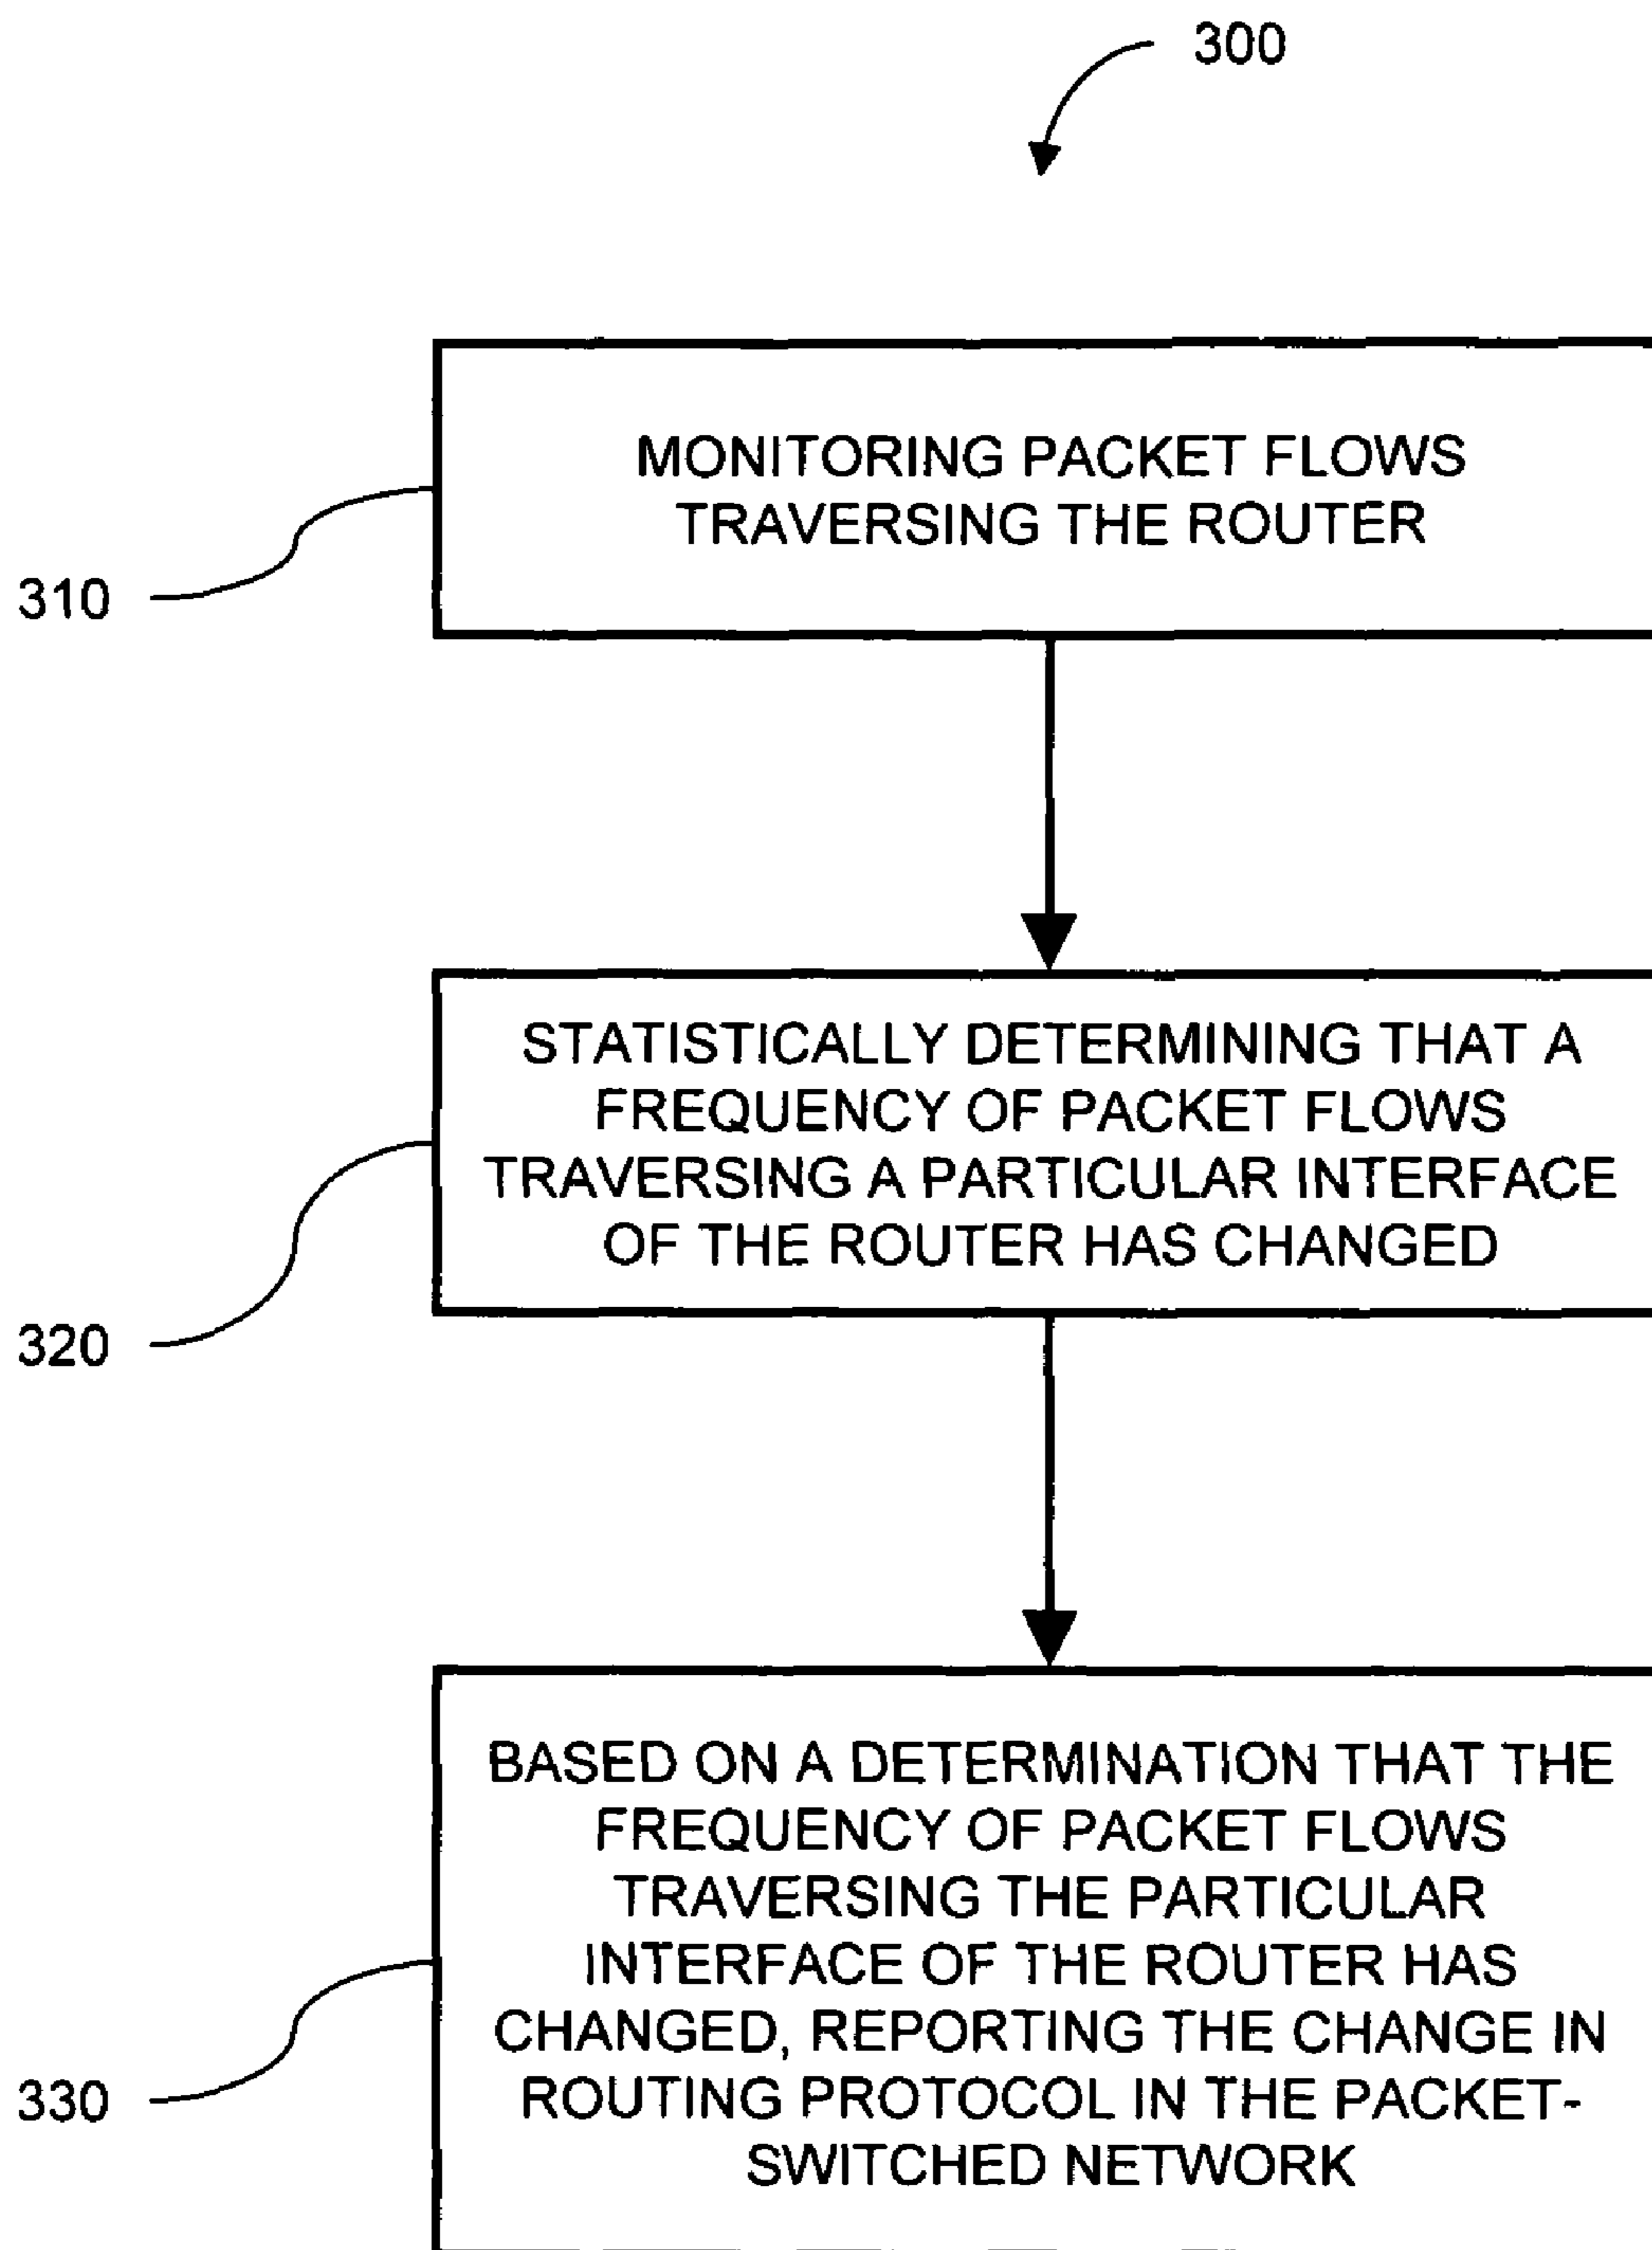 300
MONITORING PACKET FLOWS
TRAVERSING THE ROUTER
310
STATISTICALLY DETERMINING THAT A
FREQUENCY OF PACKET FLOWS
TRAVERSING A PARTICULAR INTERFACE
OF THE ROUTER HAS CHANGED
320
BASED ON A DETERMINATION THAT THE
FREQUENCY OF PACKET FLOWS
TRAVERSING THE PARTICULAR
INTERFACE OF THE ROUTER HAS
CHANGED, REPORTING THE CHANGE IN
ROUTING PROTOCOL IN THE PACKET-
SWITCHED NETWORK
330